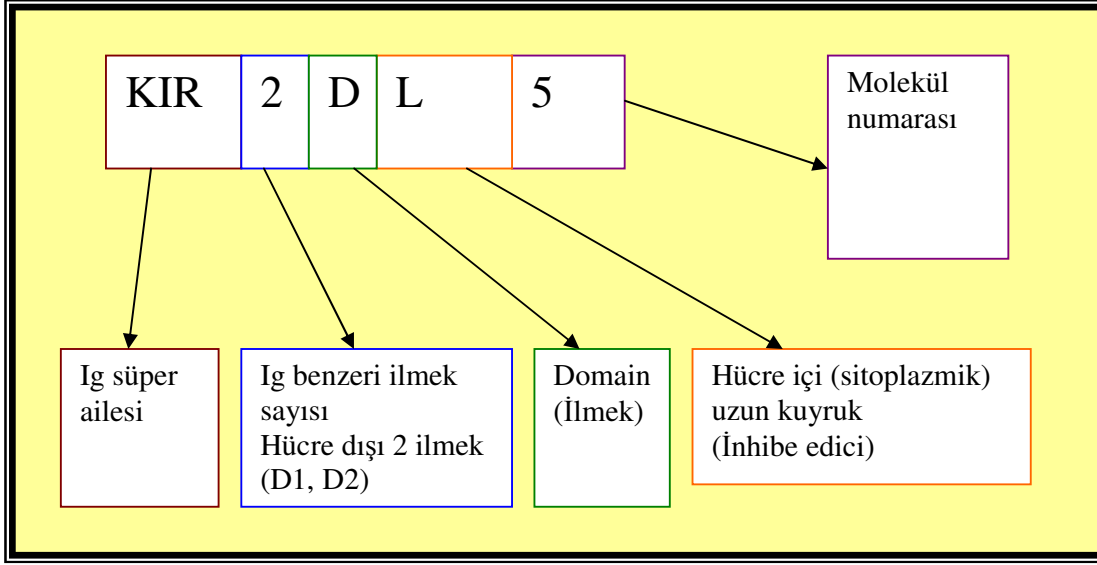 KIR 2 D L 5
Molekül
numarası
Ig süper
ailesi
Ig benzeri ilmek
sayısı
Hücre dışı 2 ilmek
(D1, D2)
Domain
(İlmek)
Hücre içi (sitoplazmik)
uzun kuyruk
(İnhibe edici)